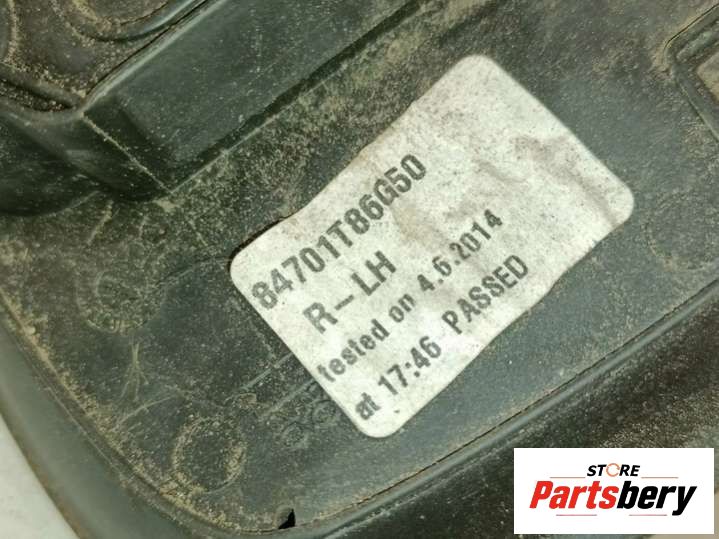 84701T86G50
R-LH
tested on 4.6.2014
at 17:46 PASSED
STORE
Partsbery